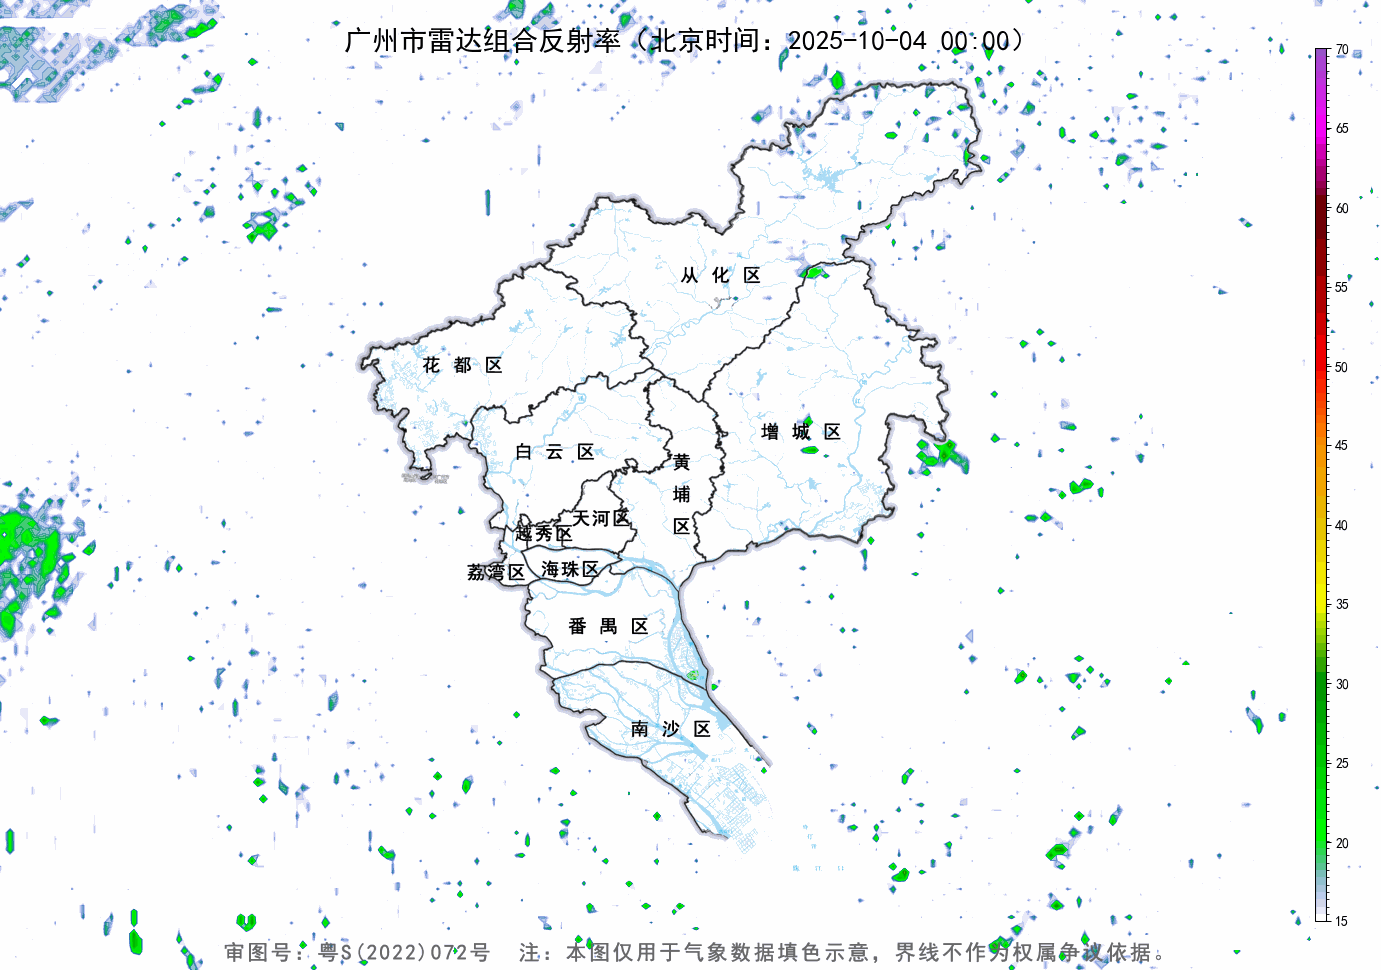 广州市雷达组合反射率（北京时间：2025-10-04 00:00）
70
65
60
55
50
45
40
35
30
25
20
15
从化区
花都区
增城区
白云区
黄埔区
天河区
越秀区
荔湾区
海珠区
番禺区
南沙区
审图号：粤S(2022)072号 注：本图仅用于气象数据填色示意，界线不作为权属争议依据。